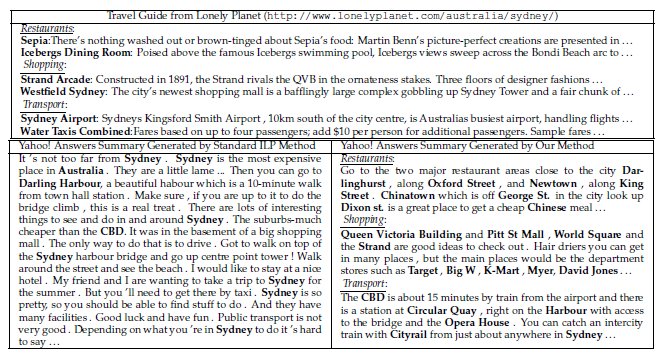 Travel Guide from Lonely Planet (http://www.lonelyplanet.com/australia/sydney/)
Restaurants:
Sepia:There's nothing washed out or brown-tinged about Sepia's food: Martin Benn's picture-perfect creations are presented in ...
Icebergs Dining Room: Poised above the famous Icebergs swimming pool, Icebergs views sweep across the Bondi Beach arc to ...
Shopping:
Strand Arcade: Constructed in 1891, the Strand rivals the QVB in the ornateness stakes. Three floors of designer fashions ...
Westfield Sydney: The city's newest shopping mall is a bafflingly large complex gobbling up Sydney Tower and a fair chunk of ...
Transport:
Sydney Airport: Sydneys Kingsford Smith Airport , 10km south of the city centre, is Australias busiest airport, handling flights ...
Water Taxis Combined:Fares based on up to four passengers; add $10 per person for additional passengers. Sample fares ...
Yahoo! Answers Summary Generated by Standard ILP Method
It 's not too far from Sydney . Sydney is the most expensive
place in Australia . They are a little lame ... Then you can go to
Darling Harbour, a beautiful habour which is a 10-minute walk
from town hall station . Make sure , if you are up to it to do the
bridge climb , this is a real treat . There are lots of interesting
things to see and do in and around Sydney . The suburbs-much
cheaper than the CBD. It was in the basement of a big shopping
mall . The only way to do that is to drive . Got to walk on top of
the Sydney harbour bridge and go up centre point tower ! Walk
around the street and see the beach . I would like to stay at a nice
hotel . My friend and I are wanting to take a trip to Sydney for
the summer . But you 'll need to get there by taxi . Sydney is so
pretty, so you should be able to find stuff to do . And they have
many facilities . Good luck and have fun . Public transport is not
very good . Depending on what you 're in Sydney to do it 's hard
to say ...
Yahoo! Answers Summary Generated by Our Method
Restaurants:
Go to the two major restaurant areas close to the city Dar-
linghurst , along Oxford Street , and Newtown , along King
Street . Chinatown which is off George St. in the city look up
Dixon st. is a great place to get a cheap Chinese meal ...
Shopping:
Queen Victoria Building and Pitt St Mall , World Square and
the Strand are good ideas to check out . Hair driers you can get
in many places , but the main places would be the department
stores such as Target , Big W , K-Mart , Myer, David Jones ...
Transport:
The CBD is about 15 minutes by train from the airport and there
is a station at Circular Quay , right on the Harbour with access
to the bridge and the Opera House . You can catch an intercity
train with Cityrail from just about anywhere in Sydney ...